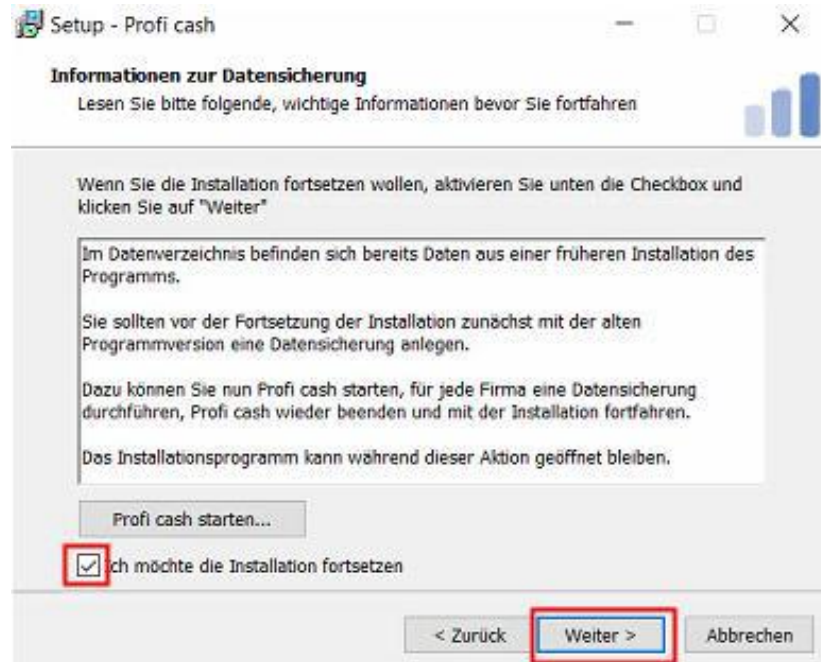 Setup - Profi cash
Informationen zur Datensicherung
Lesen Sie bitte folgende, wichtige Informationen bevor Sie fortfahren
Wenn Sie die Installation fortsetzen wollen, aktivieren Sie unten die Checkbox und
klicken Sie auf "Weiter"
Im Datenverzeichnis befinden sich bereits Daten aus einer früheren Installation des
Programms.
Sie sollten vor der Fortsetzung der Installation zunächst mit der alten
Programmversion eine Datensicherung anlegen.
Dazu können Sie nun Profi cash starten, für jede Firma eine Datensicherung
durchführen, Profi cash wieder beenden und mit der Installation fortfahren.
Das Installationsprogramm kann während dieser Aktion geöffnet bleiben.
Profi cash starten...
Ich möchte die Installation fortsetzen
< Zurück Weiter > Abbrechen